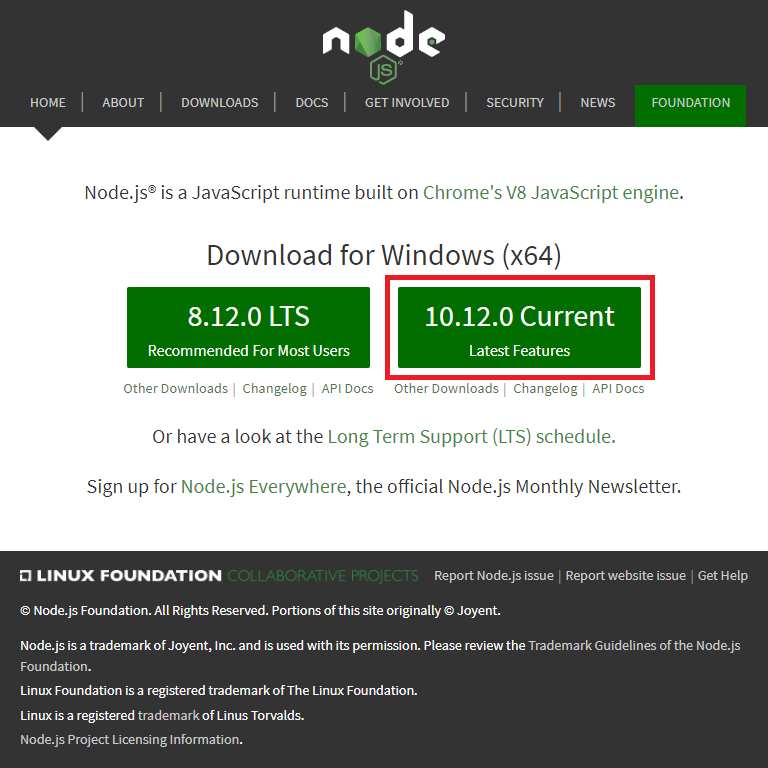 node
JS
HOME | ABOUT | DOWNLOADS | DOCS | GET INVOLVED | SECURITY | NEWS FOUNDATION
Node.js® is a JavaScript runtime built on Chrome's V8 JavaScript engine.
Download for Windows (x64)
8.12.0 LTS
Recommended For Most Users
10.12.0 Current
Latest Features
Other Downloads | Changelog | API Docs
Other Downloads | Changelog | API Docs
Or have a look at the Long Term Support (LTS) schedule.
Sign up for Node.js Everywhere, the official Node.js Monthly Newsletter.
LINUX FOUNDATION COLLABORATIVE PROJECTS
Report Node.js issue | Report website issue | Get Help
© Node.js Foundation. All Rights Reserved. Portions of this site originally © Joyent.
Node.js is a trademark of Joyent, Inc. and is used with its permission. Please review the Trademark Guidelines of the Node.js
Foundation.
Linux Foundation is a registered trademark of The Linux Foundation.
Linux is a registered trademark of Linus Torvalds.
Node.js Project Licensing Information.